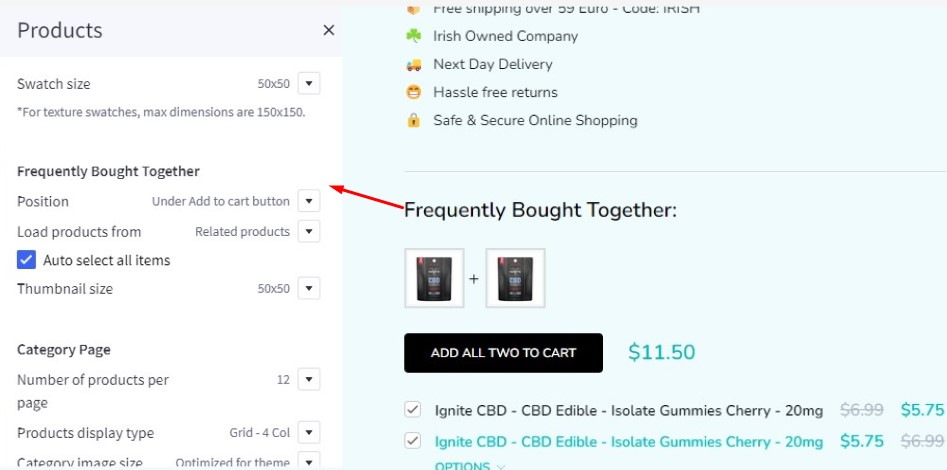 Products
Swatch size 50x50
*For texture swatches, max dimensions are 150x150.
Frequently Bought Together
Position Under Add to cart button
Load products from Related products
Auto select all items
Thumbnail size 50x50
Category Page
Number of products per
page 12
Products display type Grid - 4 Col
Category image size Optimized for theme
Free shipping over 59 Euro - Code: IRISH
Irish Owned Company
Next Day Delivery
Hassle free returns
Safe & Secure Online Shopping
Frequently Bought Together:
CBD + CBD
ADD ALL TWO TO CART $11.50
Ignite CBD - CBD Edible - Isolate Gummies Cherry - 20mg $6.99 $5.75
Ignite CBD - CBD Edible - Isolate Gummies Cherry - 20mg $5.75 $6.99
OPTIONS